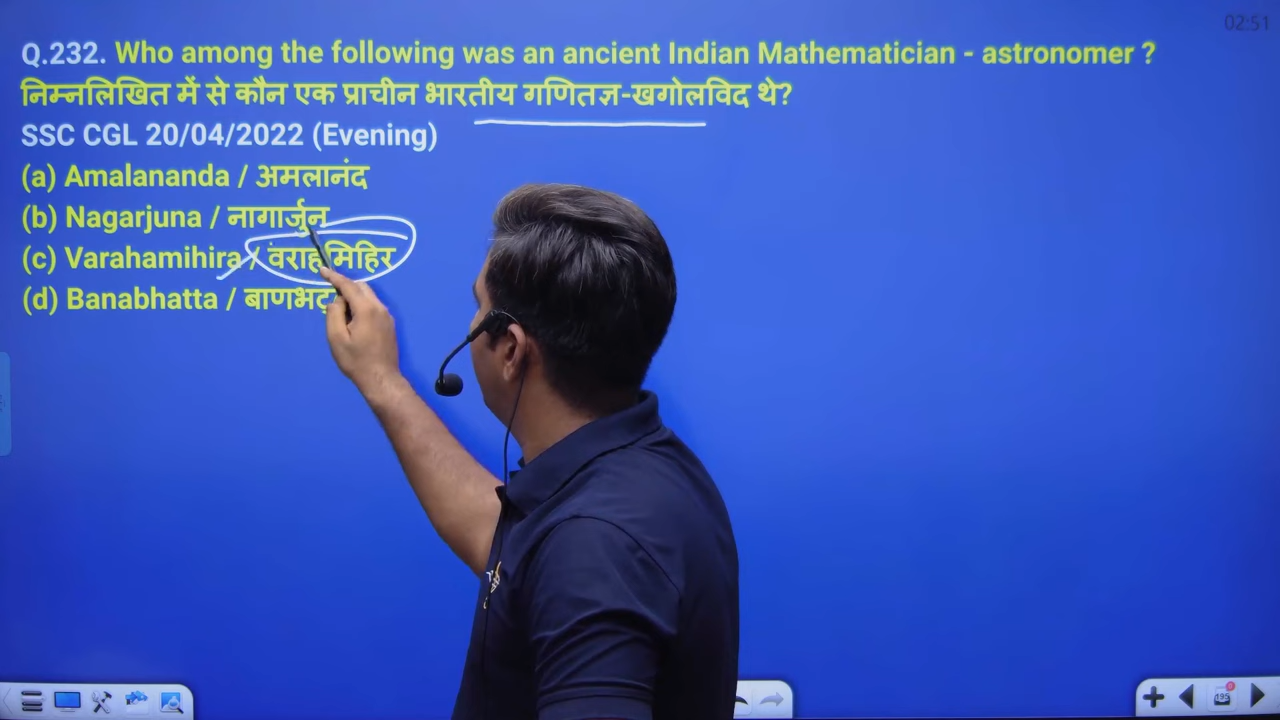 02:51
Q.232. Who among the following was an ancient Indian Mathematician - astronomer ?
निम्नलिखित में से कौन एक प्राचीन भारतीय गणितज्ञ-खगोलविद थे?
SSC CGL 20/04/2022 (Evening)
(a) Amalananda / अमलानंद
(b) Nagarjuna / नागार्जुन
(c) Varahamihira / वराहमिहिर
(d) Banabhatta /
195